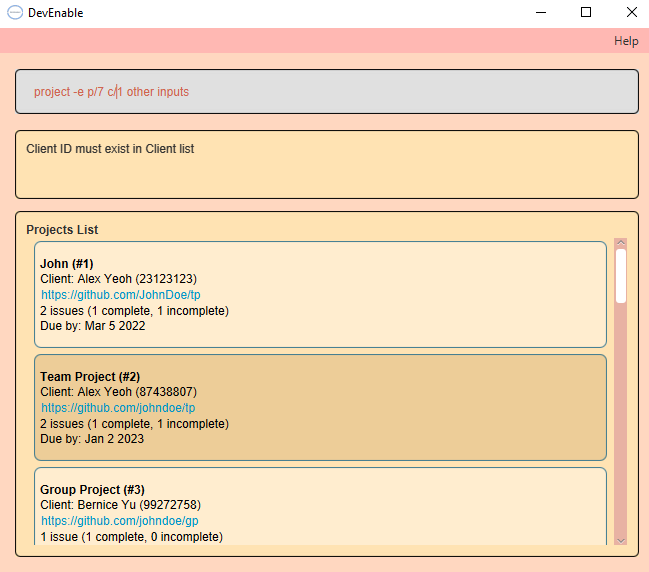 DevEnable
Help
project -e p/7 c/1 other inputs
Client ID must exist in Client list
Projects List
John (#1)
Client: Alex Yeoh (23123123)
https://github.com/JohnDoe/tp
2 issues (1 complete, 1 incomplete)
Due by: Mar 5 2022
Team Project (#2)
Client: Alex Yeoh (87438807)
https://github.com/johndoe/tp
2 issues (1 complete, 1 incomplete)
Due by: Jan 2 2023
Group Project (#3)
Client: Bernice Yu (99272758)
https://github.com/johndoe/gp
1 issue (1 complete, 0 incomplete)